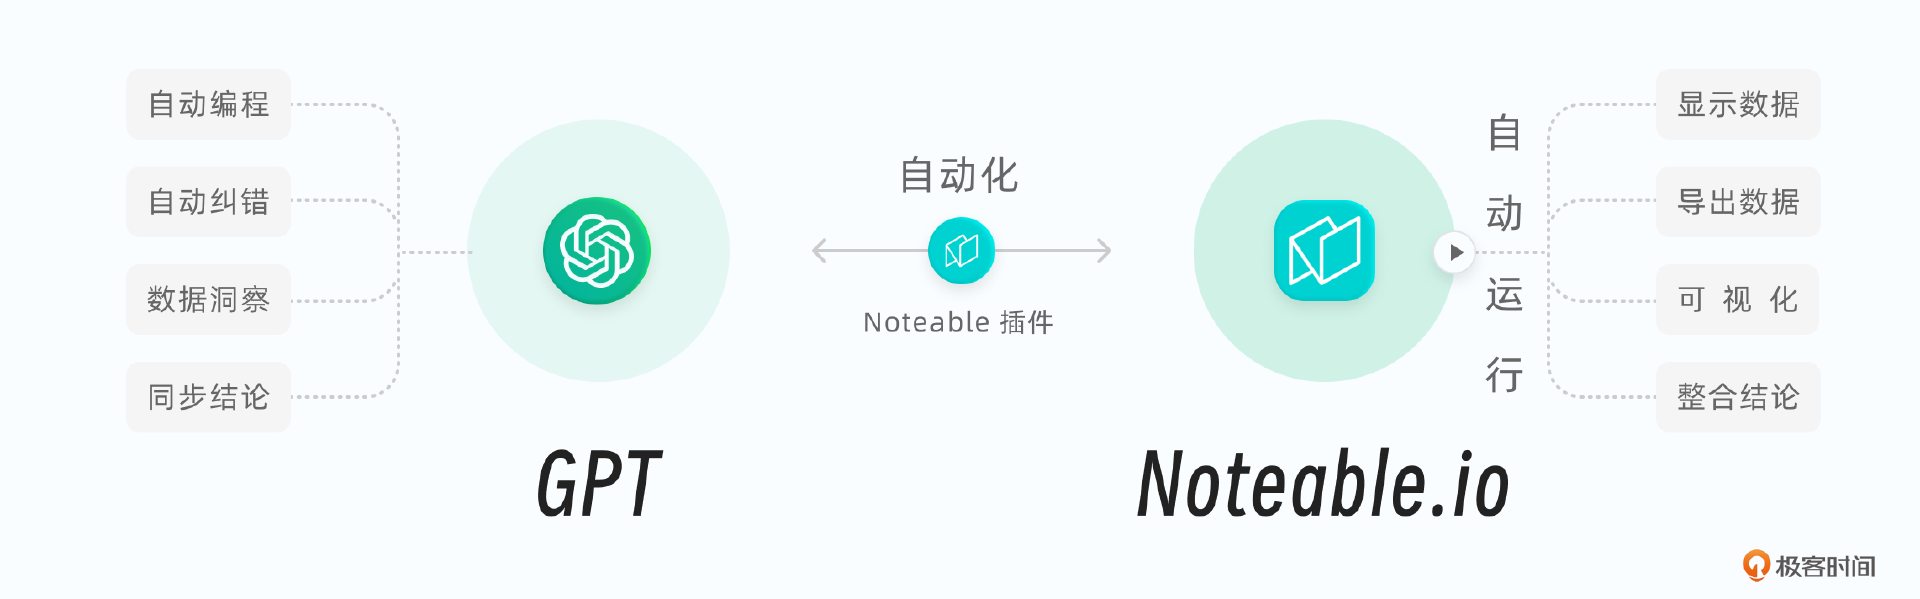 自动编程
自动纠错
数据洞察
同步结论
GPT
自动化
Noteable 插件
Noteable.io
自动运行
显示数据
导出数据
可视化
整合结论
极客时间